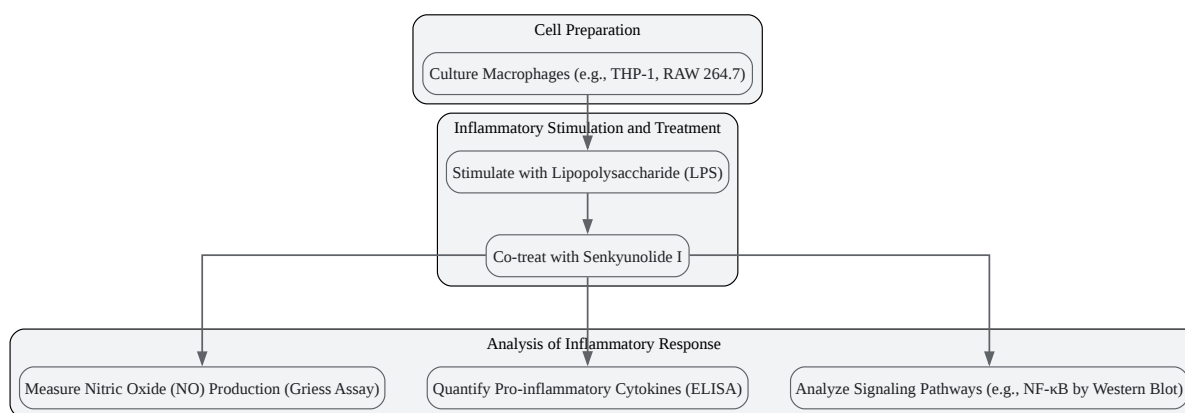 Cell Preparation
Culture Macrophages (e.g., THP-1, RAW 264.7)
Inflammatory Stimulation and Treatment
Stimulate with Lipopolysaccharide (LPS)
Co-treat with Senkyunolide I
Analysis of Inflammatory Response
Measure Nitric Oxide (NO) Production (Griess Assay)
Quantify Pro-inflammatory Cytokines (ELISA)
Analyze Signaling Pathways (e.g., NF-κB by Western Blot)